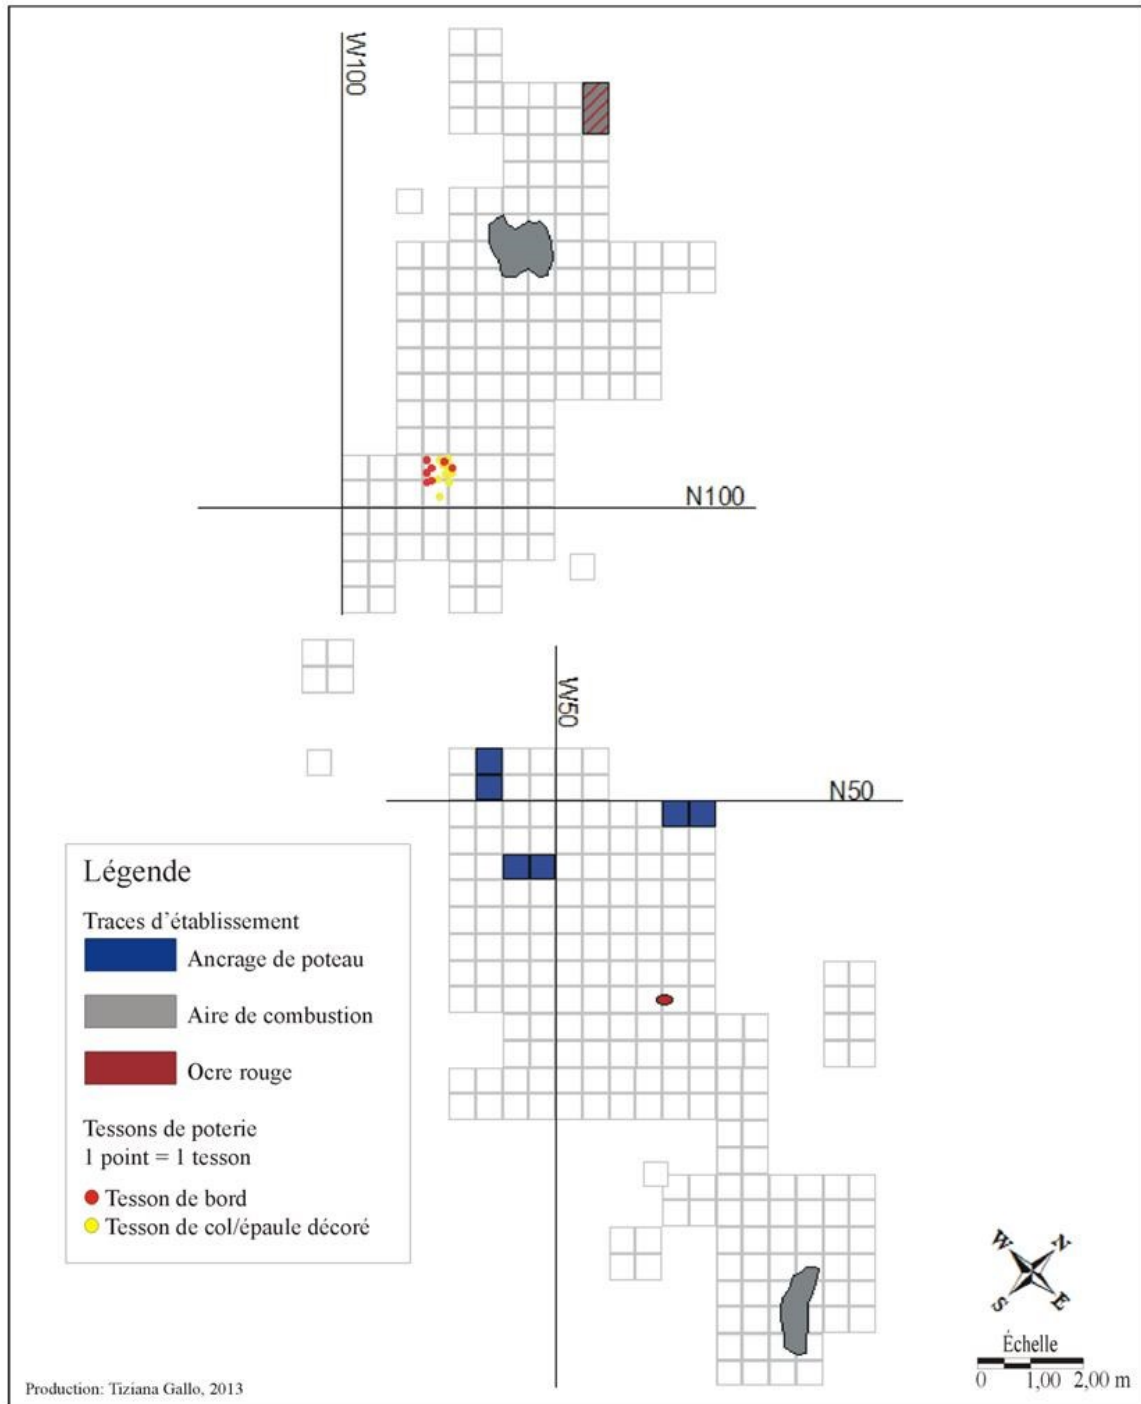 W100
N100
W50
N50
Légende
Traces d'établissement
Ancrage de poteau
Aire de combustion
Ocre rouge
Tessons de poterie
1 point = 1 tesson
Tesson de bord
Tesson de col/épaule décoré
W N
S E
Échelle
0 1,00 2,00 m
Production: Tiziana Gallo, 2013